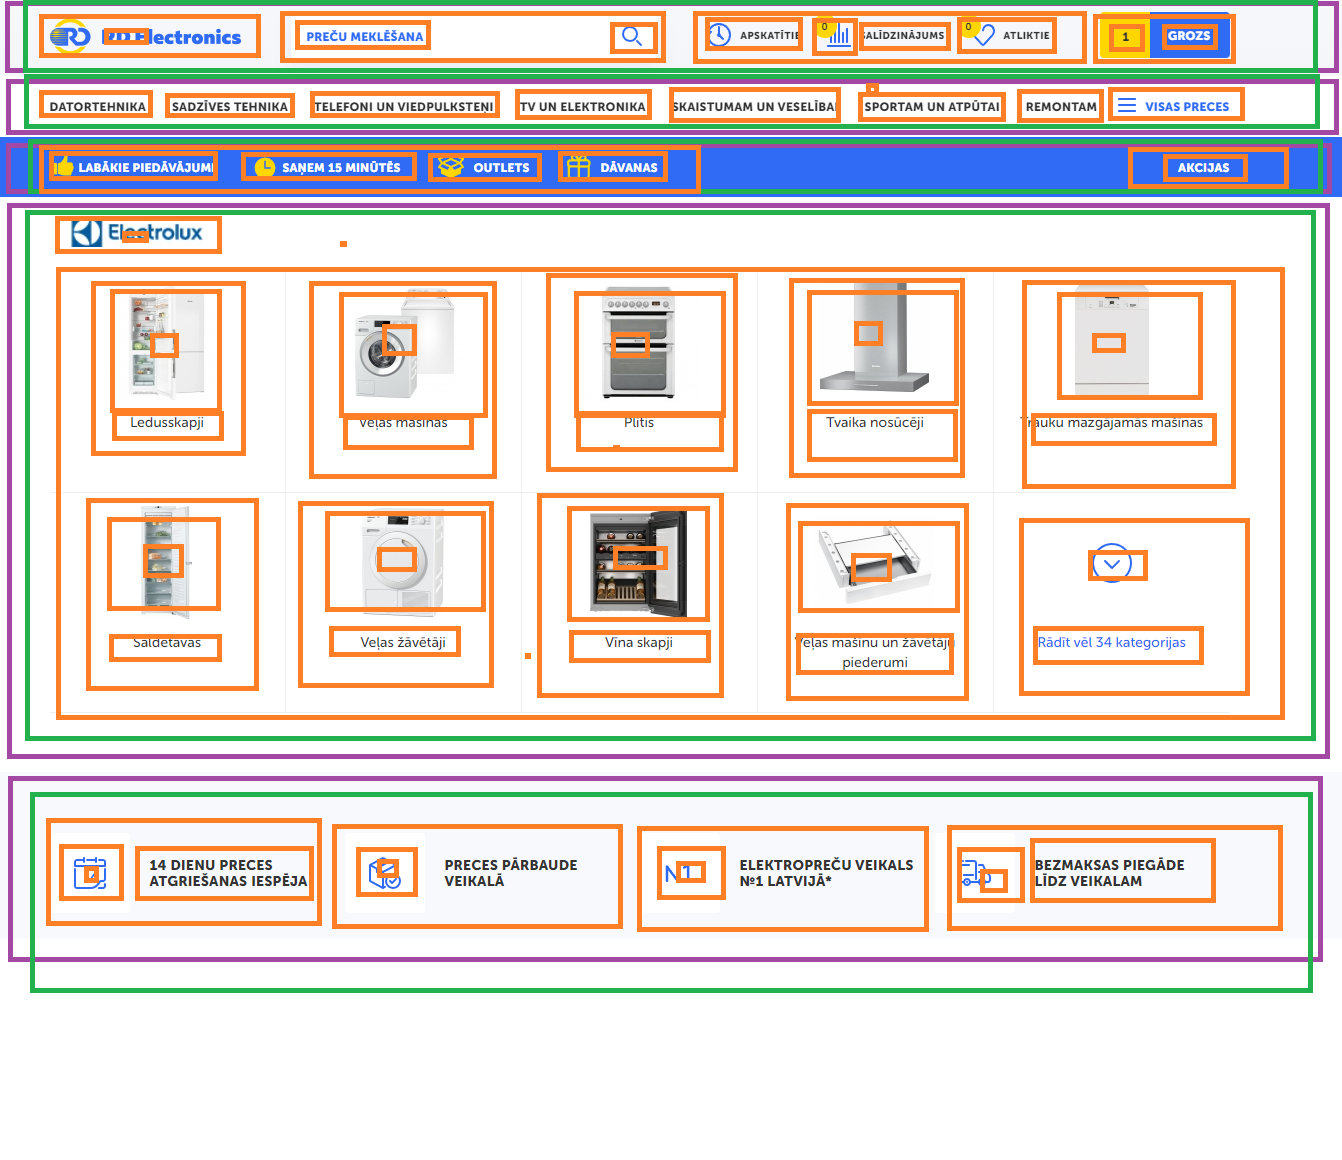 RD Electronics
PREČU MEKLĒŠANA
APSKATĪTIE
0
SALĪDZINĀJUMS
0
ATLIKTIE
1
GROZS
DATORTEHNIKA
SADZĪVES TEHNIKA
TELEFONI UN VIEDPULKSTEŅI
TV UN ELEKTRONIKA
SKAISTUMAM UN VESELĪBAI
SPORTAM UN ATPŪTAI
REMONTAM
VISAS PRECES
LABĀKIE PIEDĀVĀJUMI
SAŅEM 15 MINŪTĒS
OUTLETS
DĀVANAS
AKCIJAS
Electrolux
Ledusskapji
Veļas mašīnas
Plītis
Tvaika nosūcēji
Trauku mazgājamās mašīnas
Saldētavas
Veļas žāvētāji
Vīna skapji
Veļas mašīnu un žāvētāju
piederumi
Rādīt vēl 34 kategorijas
14 DIENU PRECES
ATGRIEŠANAS IESPĒJA
PRECES PĀRBAUDE
VEIKALĀ
N1
ELEKTROPREČU VEIKALS
№1 LATVIJĀ*
BEZMAKSAS PIEGĀDE
LĪDZ VEIKALAM